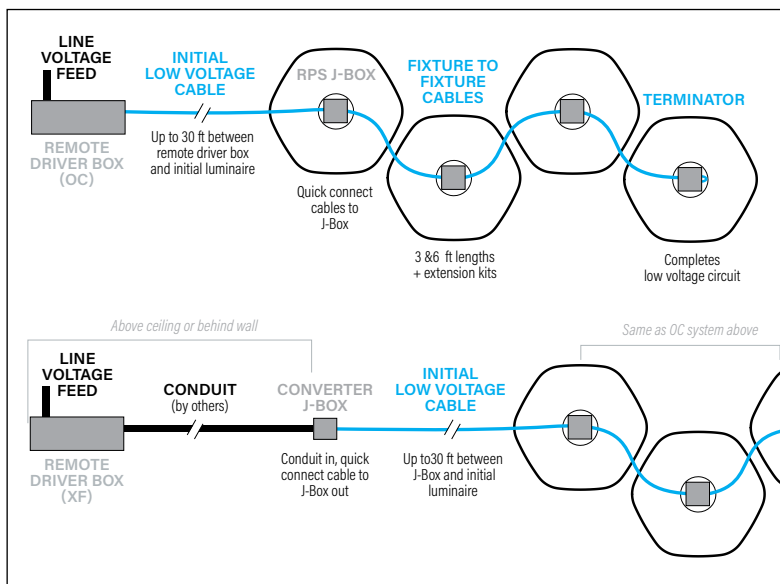 LINE
VOLTAGE
FEED
INITIAL
LOW VOLTAGE
CABLE
RPS J-BOX
FIXTURE TO
FIXTURE
CABLES
TERMINATOR
REMOTE
DRIVER BOX
(OC)
Up to 30 ft between
remote driver box
and initial luminaire
Quick connect
cables to
J-Box
3 &6 ft lengths
+ extension kits
Completes
low voltage circuit
Above ceiling or behind wall
Same as OC system above
LINE
VOLTAGE
FEED
CONDUIT
(by others)
CONVERTER
J-BOX
INITIAL
LOW VOLTAGE
CABLE
REMOTE
DRIVER BOX
(XF)
Conduit in, quick
connect cable to
J-Box out
Up to30 ft between
J-Box and initial
luminaire